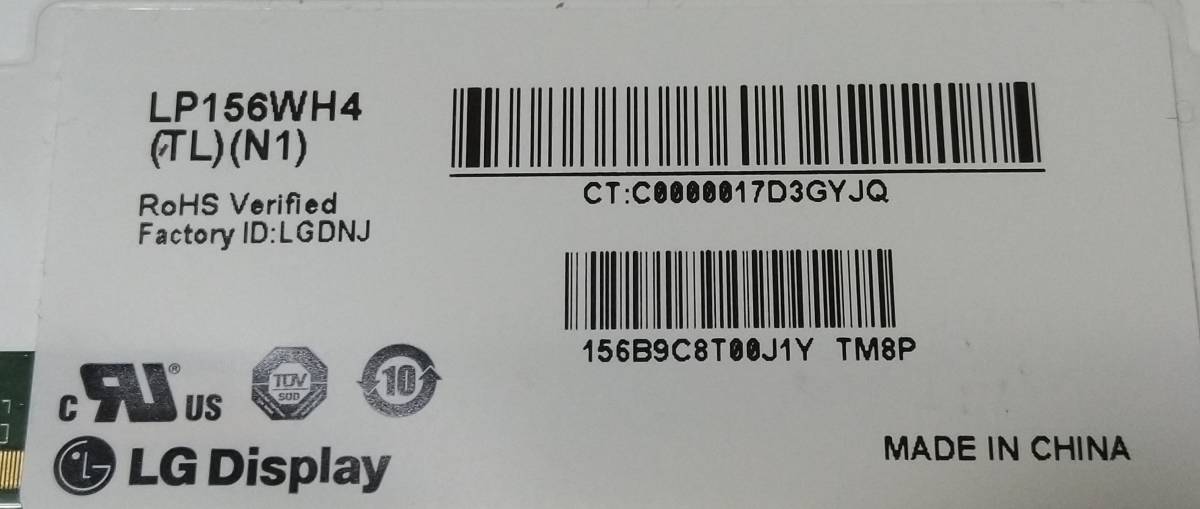 LP156WH4
(TL)(N1)
RoHS Verified
Factory ID:LGDNJ
CT:C0000017D3GYJQ
156B9C8T00J1Y TM8P
c RU ® US
TÜV
SÜD
10
LG Display
MADE IN CHINA